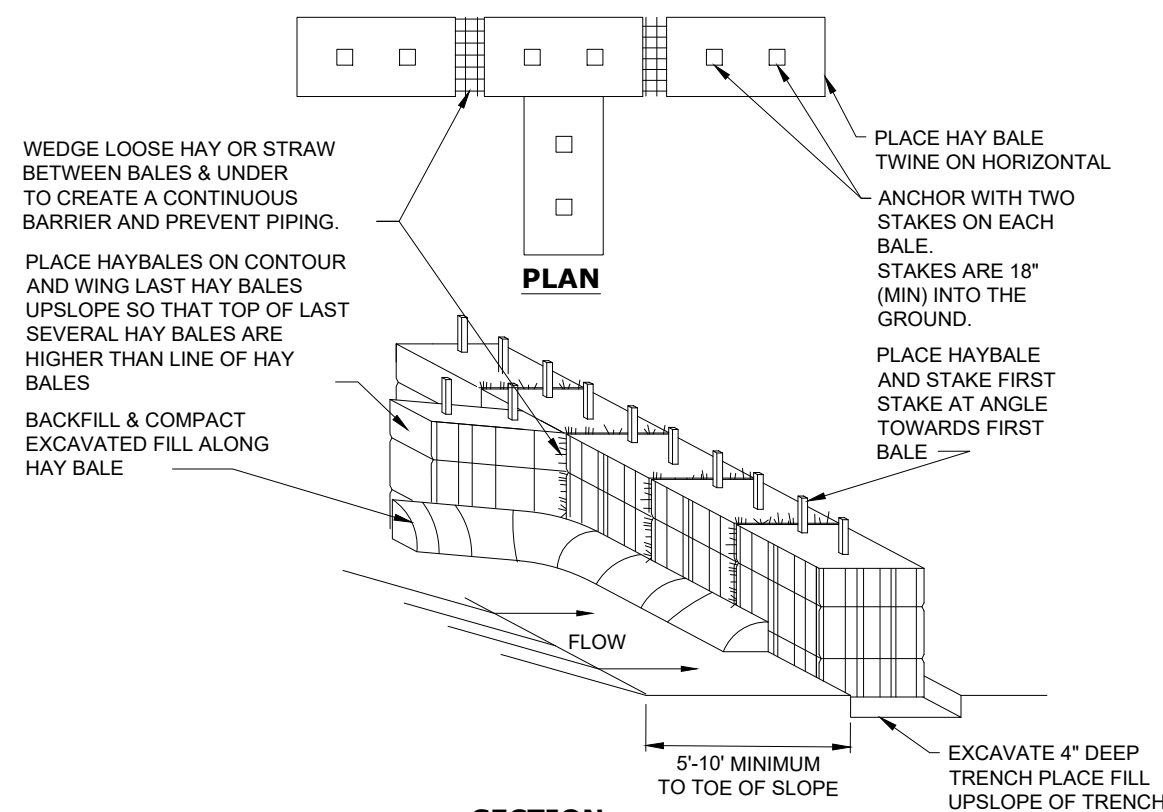 WEDGE LOOSE HAY OR STRAW
BETWEEN BALES & UNDER
TO CREATE A CONTINUOUS
BARRIER AND PREVENT PIPING.
PLACE HAYBALES ON CONTOUR
AND WING LAST HAY BALES
UPSLOPE SO THAT TOP OF LAST
SEVERAL HAY BALES ARE
HIGHER THAN LINE OF HAY
BALES
BACKFILL & COMPACT
EXCAVATED FILL ALONG
HAY BALE
PLAN
PLACE HAY BALE
TWINE ON HORIZONTAL
ANCHOR WITH TWO
STAKES ON EACH
BALE.
STAKES ARE 18"
(MIN) INTO THE
GROUND.
PLACE HAYBALE
AND STAKE FIRST
STAKE AT ANGLE
TOWARDS FIRST
BALE
FLOW
5'-10' MINIMUM
TO TOE OF SLOPE
EXCAVATE 4" DEEP
TRENCH PLACE FILL
UPSLOPE OF TRENCH
SECTION